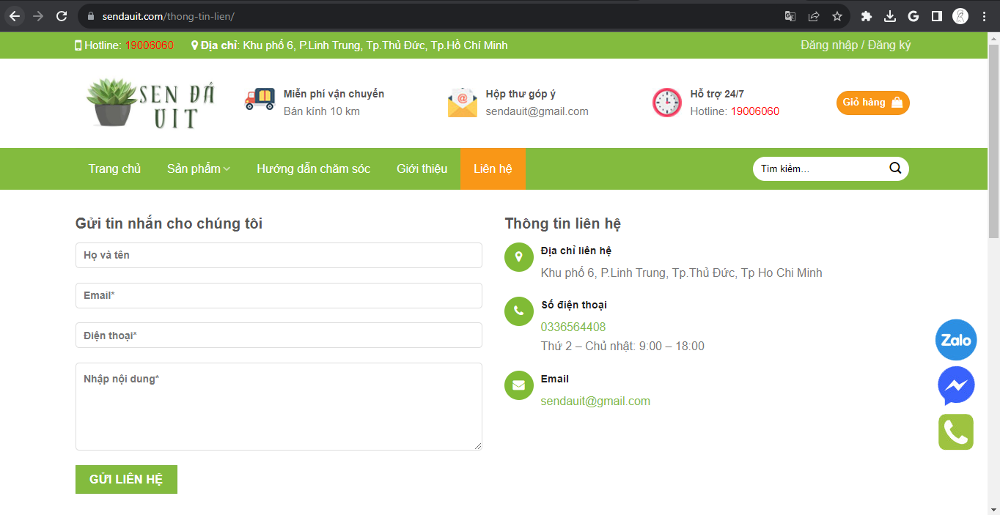 sendauit.com/thong-tin-lien/
Hotline: 19006060 Địa chỉ: Khu phố 6, P.Linh Trung, Tp.Thủ Đức, Tp.Hồ Chí Minh Đăng nhập / Đăng ký
SEN ĐÁ
UIT
Miễn phí vận chuyển
Bán kính 10 km
Hộp thư góp ý
sendauit@gmail.com
Hỗ trợ 24/7
Hotline: 19006060
Giỏ hàng
Trang chủ Sản phẩm Hướng dẫn chăm sóc Giới thiệu Liên hệ Tìm kiếm...
Gửi tin nhắn cho chúng tôi
Họ và tên
Email*
Điện thoại*
Nhập nội dung*
GỬI LIÊN HỆ
Thông tin liên hệ
Địa chỉ liên hệ
Khu phố 6, P.Linh Trung, Tp.Thủ Đức, Tp Ho Chi Minh
Số điện thoại
0336564408
Thứ 2 – Chủ nhật: 9:00 – 18:00
Email
sendauit@gmail.com
Zalo